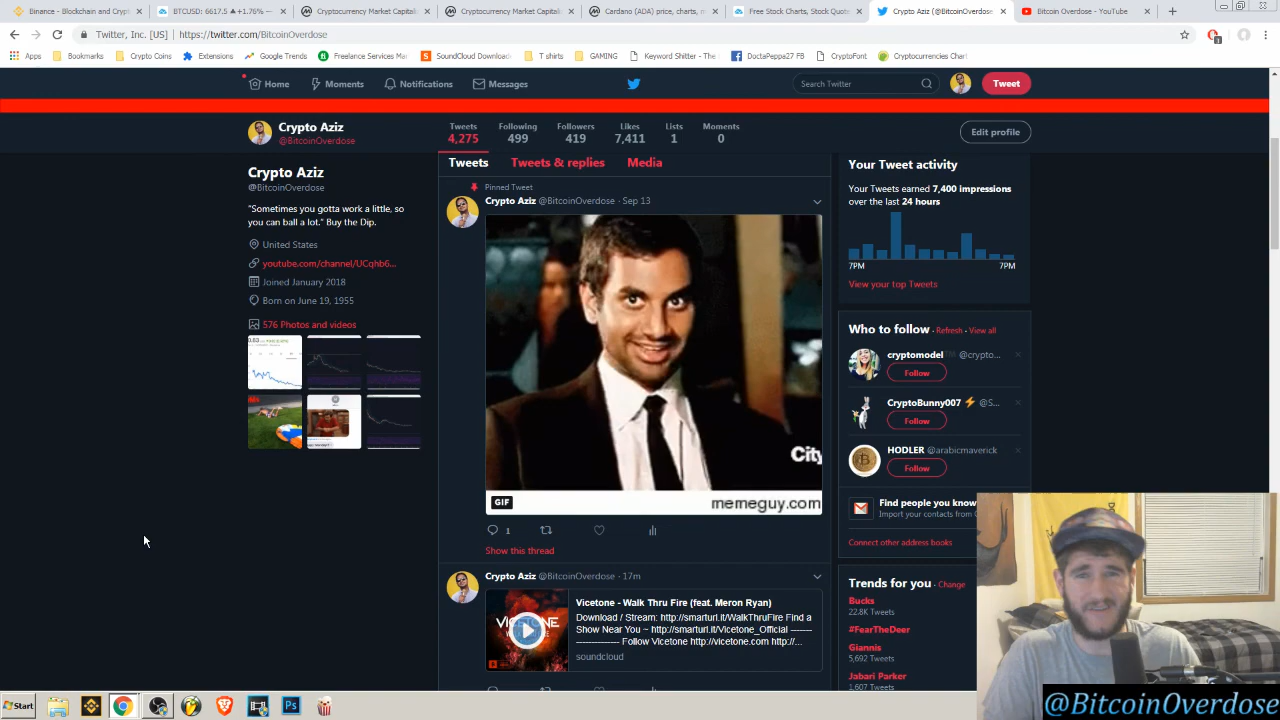 Binance - Blockchain and Crypto
BTCUSD: 6617.5 ▲+1.76% —
Cryptocurrency Market Capitali
Cryptocurrency Market Capitali
Cardano (ADA) price, charts, m
Free Stock Charts, Stock Quotes
Crypto Aziz (@BitcoinOverdose)
Bitcoin Overdose - YouTube
Twitter, Inc. [US] | https://twitter.com/BitcoinOverdose
Apps
Bookmarks
Crypto Coins
Extensions
Google Trends
Freelance Services
SoundCloud Download
T shirts
GAMING
Keyword Shitter - The
DoctaPeppa27 FB
CryptoFont
Cryptocurrencies Chart
Home
Moments
Notifications
Messages
Search Twitter
Tweet
Crypto Aziz
@BitcoinOverdose
Tweets Following Followers Likes Lists Moments
4,275 499 419 7,411 1 0
Edit profile
Crypto Aziz
@BitcoinOverdose
"Sometimes you gotta work a little, so
you can ball a lot." Buy the Dip.
United States
youtube.com/channel/UCqhb6...
Joined January 2018
Born on June 19, 1955
576 Photos and videos
Tweets Tweets & replies Media
Pinned Tweet
Crypto Aziz @BitcoinOverdose · Sep 13
City
GIF
memeguy.com
1
Show this thread
Crypto Aziz @BitcoinOverdose · 17m
VICETONE
Vicetone - Walk Thru Fire (feat. Meron Ryan)
Download / Stream: http://smarturl.it/WalkThruFire Find a
Show Near You ~ http://smarturl.it/Vicetone_Official --------
---------------- Follow Vicetone http://vicetone.com http://...
soundcloud
Your Tweet activity
Your Tweets earned 7,400 impressions
over the last 24 hours
7PM 7PM
View your top Tweets
Who to follow · Refresh · View all
cryptomodel @crypto...
Follow
CryptoBunny007 ⚡ @S...
Follow
HODLER @arabicmaverick
Follow
Find people you know
Import your contacts from
Connect other address books
Trends for you · Change
Bucks
22.8K Tweets
#FearTheDeer
Giannis
5,692 Tweets
Jabari Parker
1,607 Tweets
@BitcoinOverdose
Start